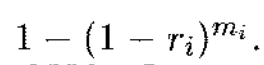 1 − (1 − r_i)^{m_i}.